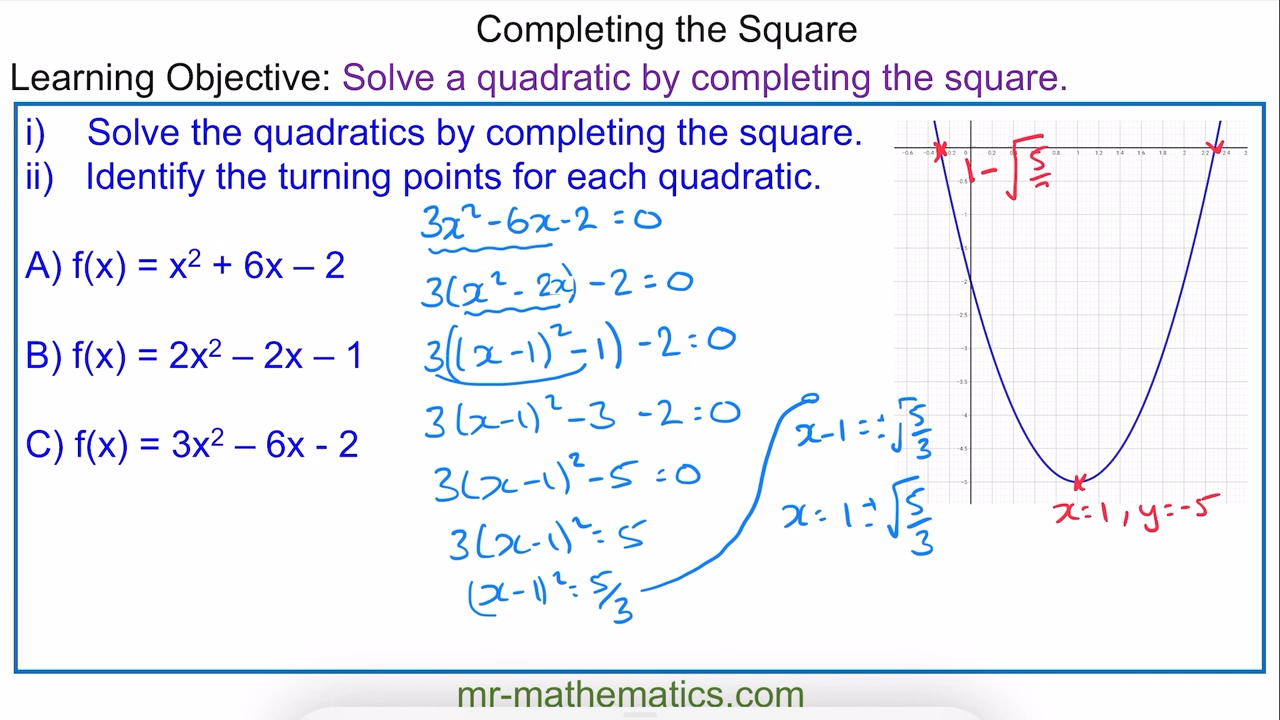 Completing the Square
Learning Objective: Solve a quadratic by completing the square.
i) Solve the quadratics by completing the square.
ii) Identify the turning points for each quadratic.
A) f(x) = x² + 6x – 2
B) f(x) = 2x² – 2x – 1
C) f(x) = 3x² – 6x - 2
3x² - 6x - 2 = 0
3(x² - 2x) - 2 = 0
3((x - 1)² - 1) - 2 = 0
3(x - 1)² - 3 - 2 = 0
3(x - 1)² - 5 = 0
3(x - 1)² = 5
(x - 1)² = 5/3
x - 1 = ±√5/3
x = 1 ± √5/3
1 - √5/
x = 1, y = -5
mr-mathematics.com